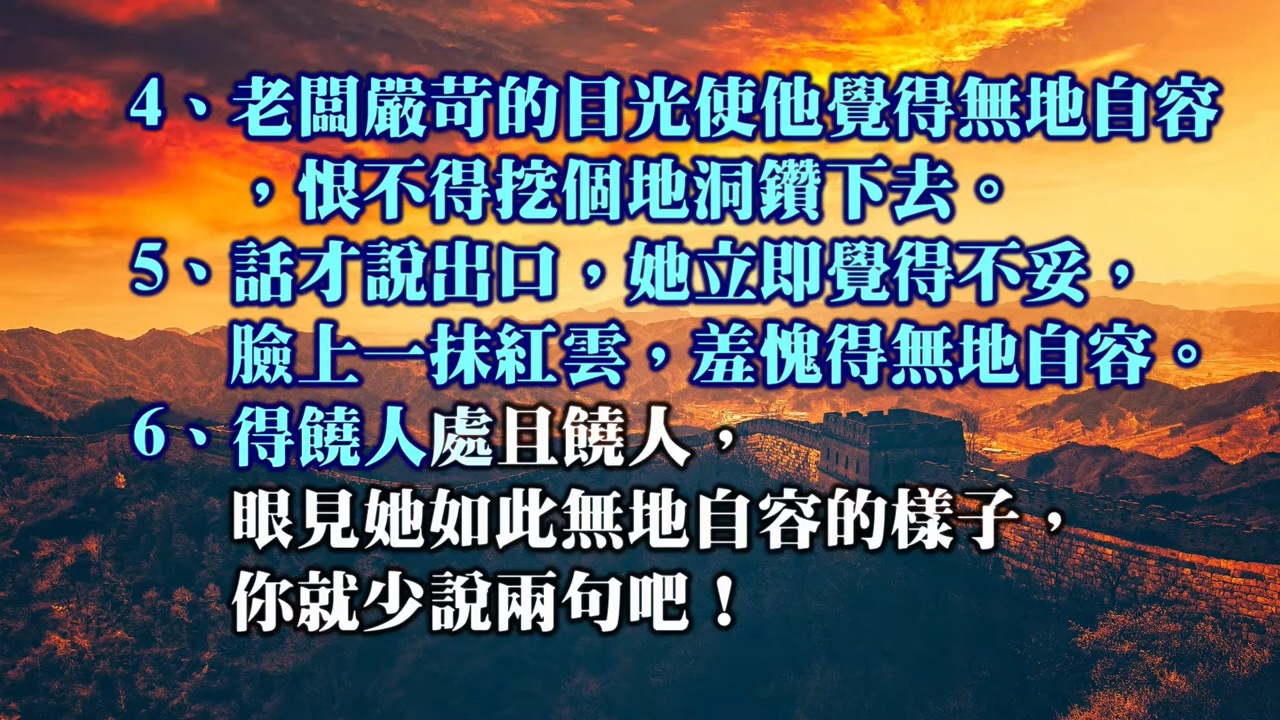 4、老闆嚴苛的目光使他覺得無地自容
，恨不得挖個地洞鑽下去。
5、話才說出口，她立即覺得不妥，
臉上一抹紅雲，羞愧得無地自容。
6、得饒人處且饒人，
眼見她如此無地自容的樣子，
你就少說兩句吧！